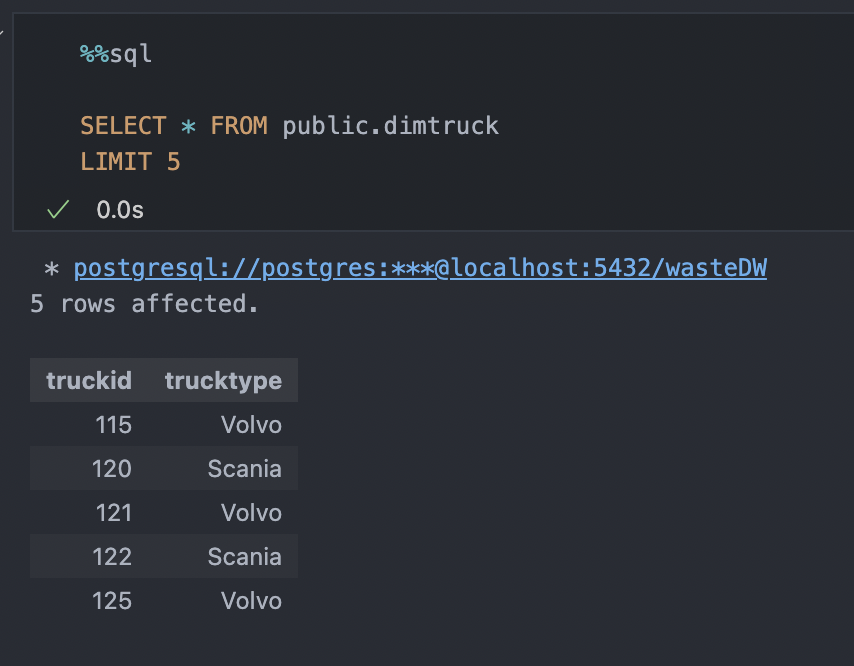 %%sql
SELECT * FROM public.dimtruck
LIMIT 5
✓ 0.0s
* postgresql://postgres:***@localhost:5432/wasteDW
5 rows affected.
truckid trucktype
115 Volvo
120 Scania
121 Volvo
122 Scania
125 Volvo